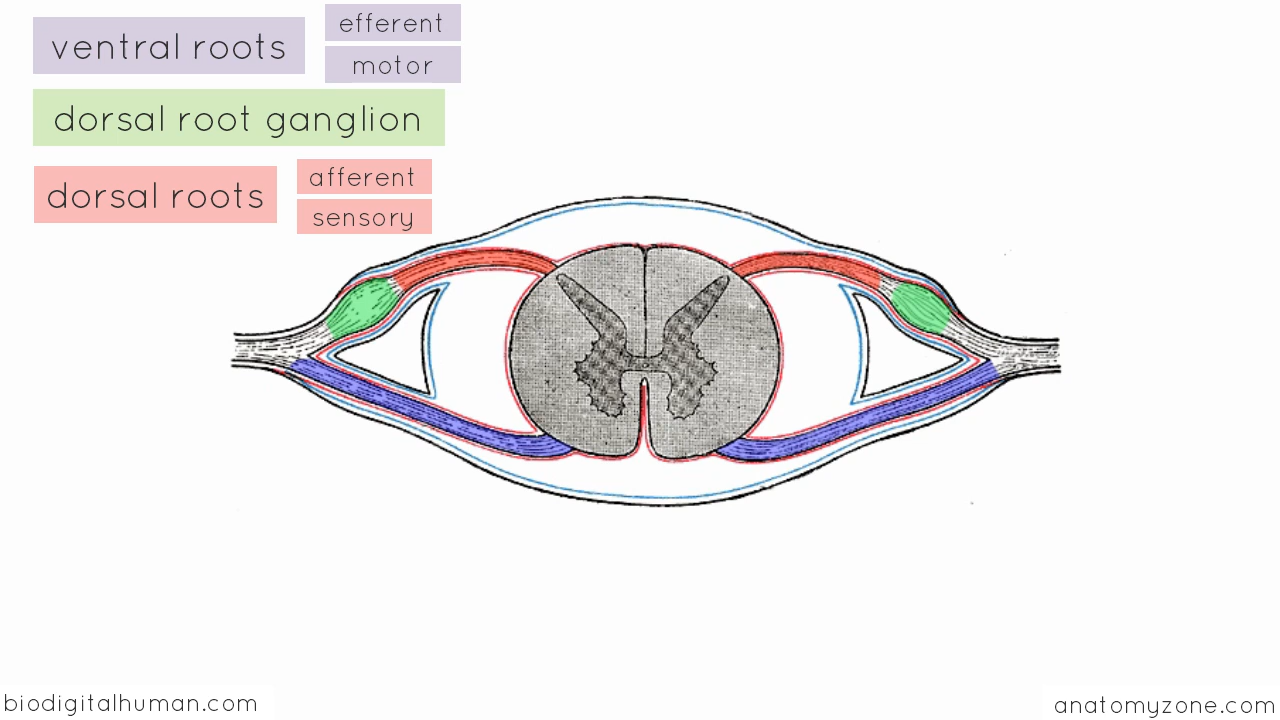 ventral roots
efferent
motor
dorsal root ganglion
dorsal roots
afferent
sensory
biodigitalhuman.com
anatomyzone.com